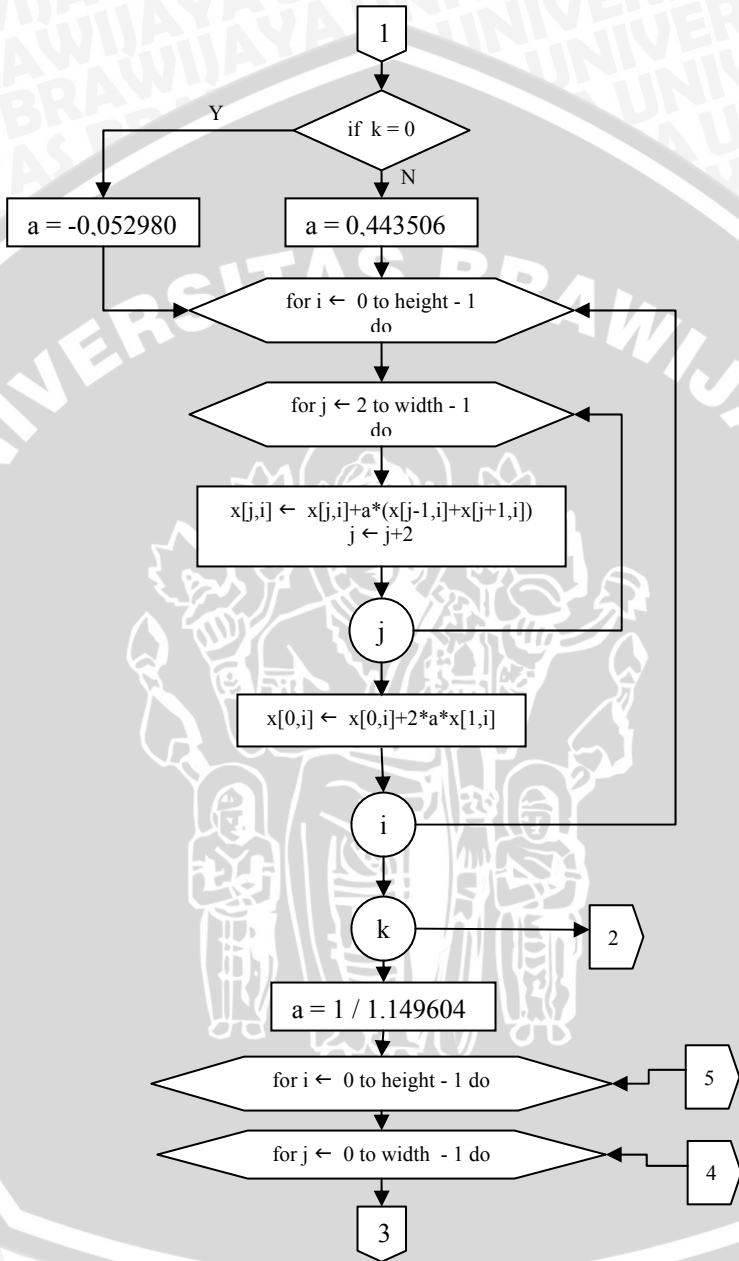 1
if k = 0
Y
N
a = -0,052980
a = 0,443506
for i ← 0 to height - 1
do
for j ← 2 to width - 1
do
x[j,i] ← x[j,i]+a*(x[j-1,i]+x[j+1,i])
j ← j+2
j
x[0,i] ← x[0,i]+2*a*x[1,i]
i
k
2
a = 1 / 1.149604
for i ← 0 to height - 1 do
5
for j ← 0 to width - 1 do
4
3
UNIVERSITAS BRAWIJA